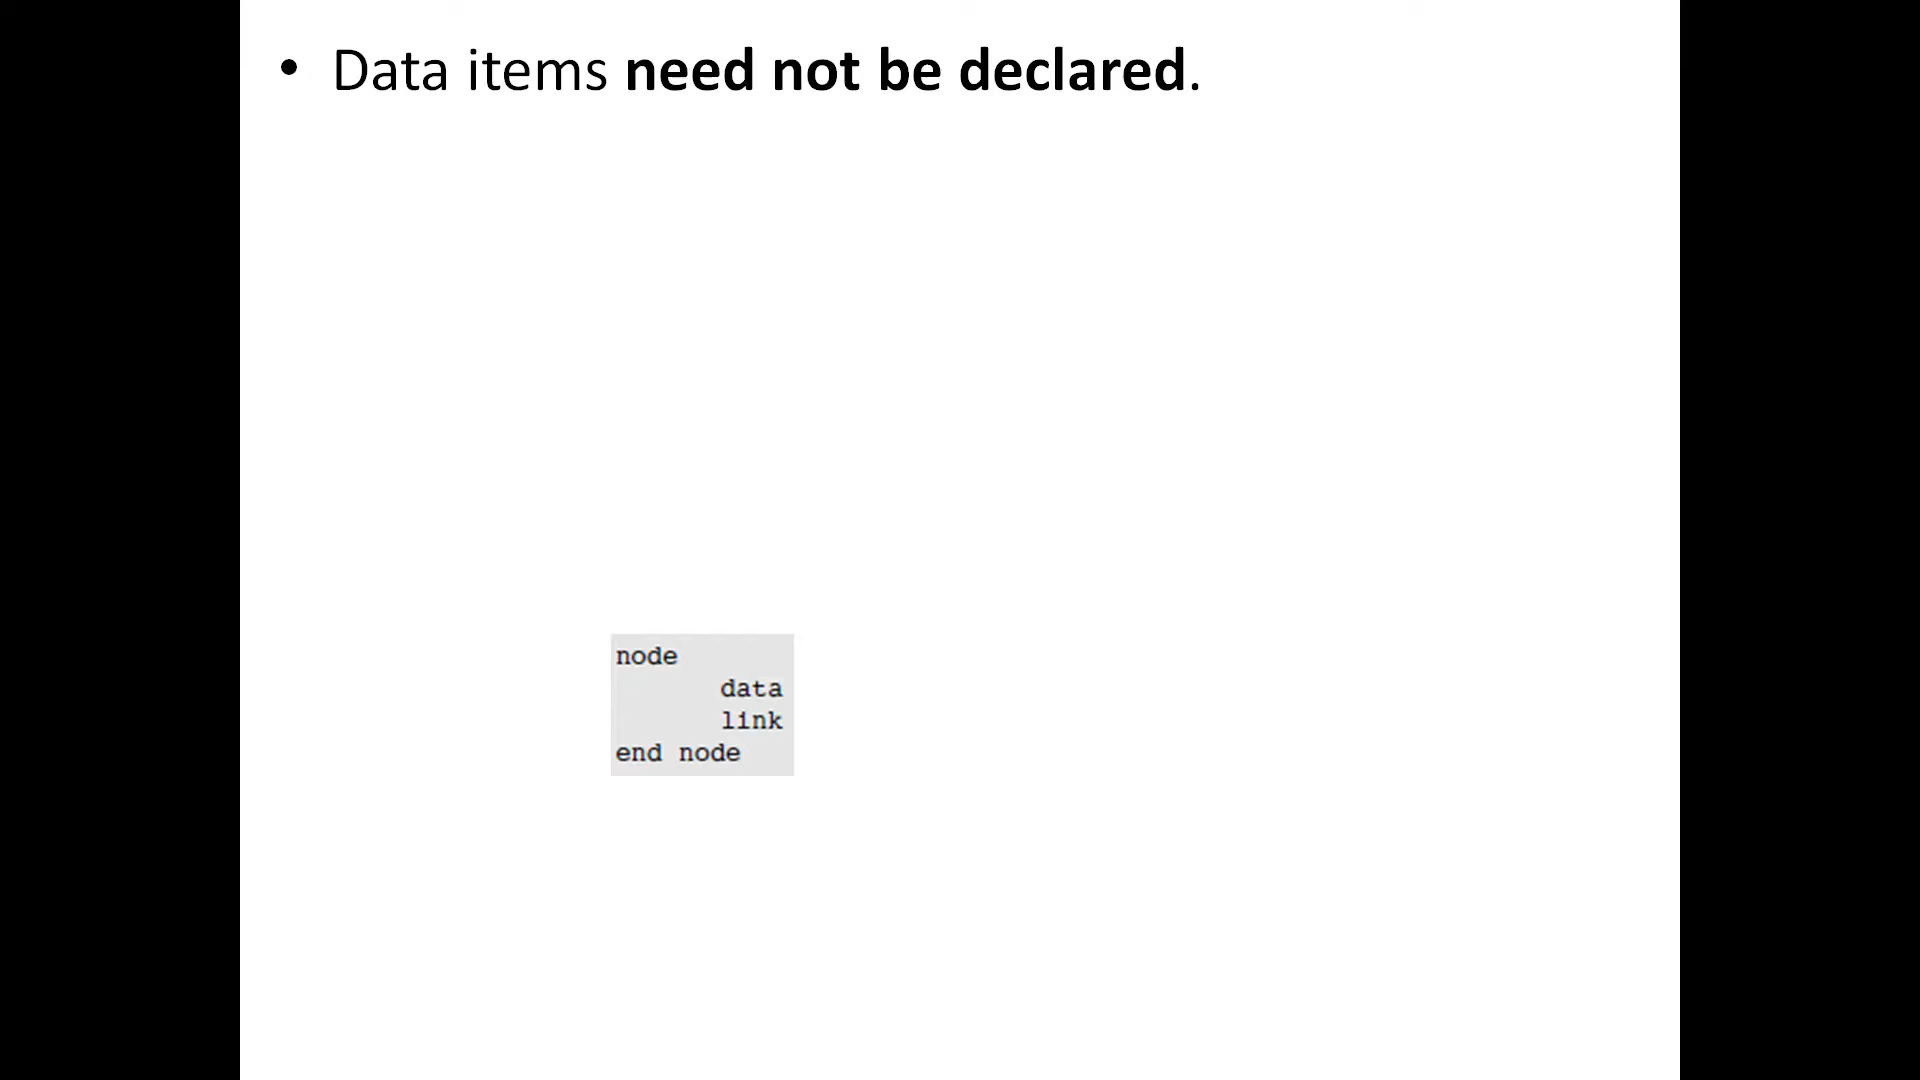 • Data items need not be declared.
node
data
link
end node